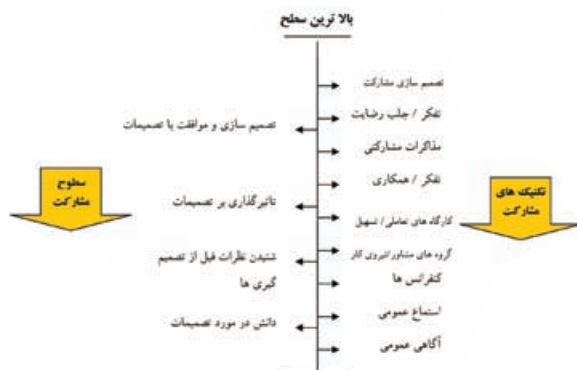 بالا ترین سطح
تصمیم سازی مشارکت
تفکر / جلب رضایت
مذاکرات مشارکتی
تفکر / همکاری
کارگاه های تعاملی/ تسهیل
گروه های مشاور/نیروی کار
کنفرانس ها
استماع عمومی
آگاهی عمومی
تکنیک های
مشارکت
تصمیم سازی و موافقت با تصمیمات
تاثیرگذاری بر تصمیمات
شنیدن نظرات قبل از تصمیم
گیری ها
دانش در مورد تصمیمات
سطوح
مشارکت